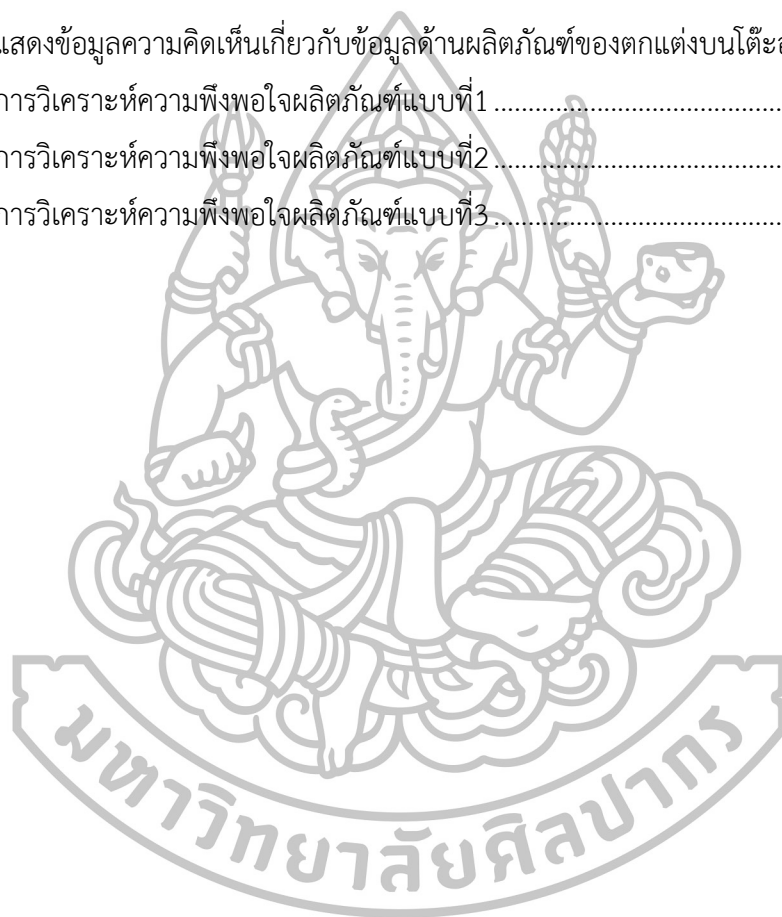 แสดงข้อมูลความคิดเห็นเกี่ยวกับข้อมูลด้านผลิตภัณฑ์ของตกแต่งบนโต๊ะ
การวิเคราะห์ความพึงพอใจผลิตภัณฑ์แบบที่1 ........................................
การวิเคราะห์ความพึงพอใจผลิตภัณฑ์แบบที่2 ........................................
การวิเคราะห์ความพึงพอใจผลิตภัณฑ์แบบที่3 ........................................
มหาวิทยาลัยศิลปากร